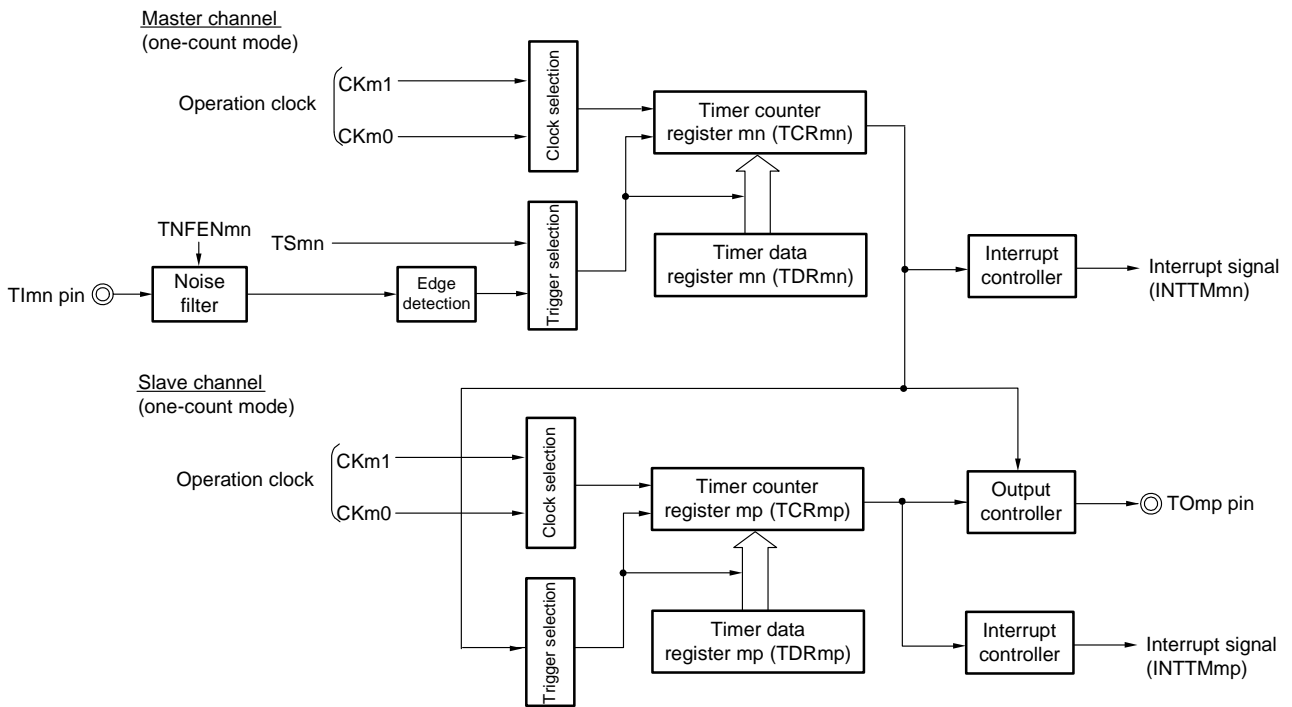 Master channel
(one-count mode)
Operation clock
CKm1
CKm0
Clock selection
Timer counter
register mn (TCRmn)
TNFENmn
TSmn
TImn pin
Noise
filter
Edge
detection
Trigger selection
Timer data
register mn (TDRmn)
Interrupt
controller
Interrupt signal
(INTTMmn)
Slave channel
(one-count mode)
Operation clock
CKm1
CKm0
Clock selection
Timer counter
register mp (TCRmp)
Output
controller
TOmp pin
Trigger selection
Timer data
register mp (TDRmp)
Interrupt
controller
Interrupt signal
(INTTMmp)